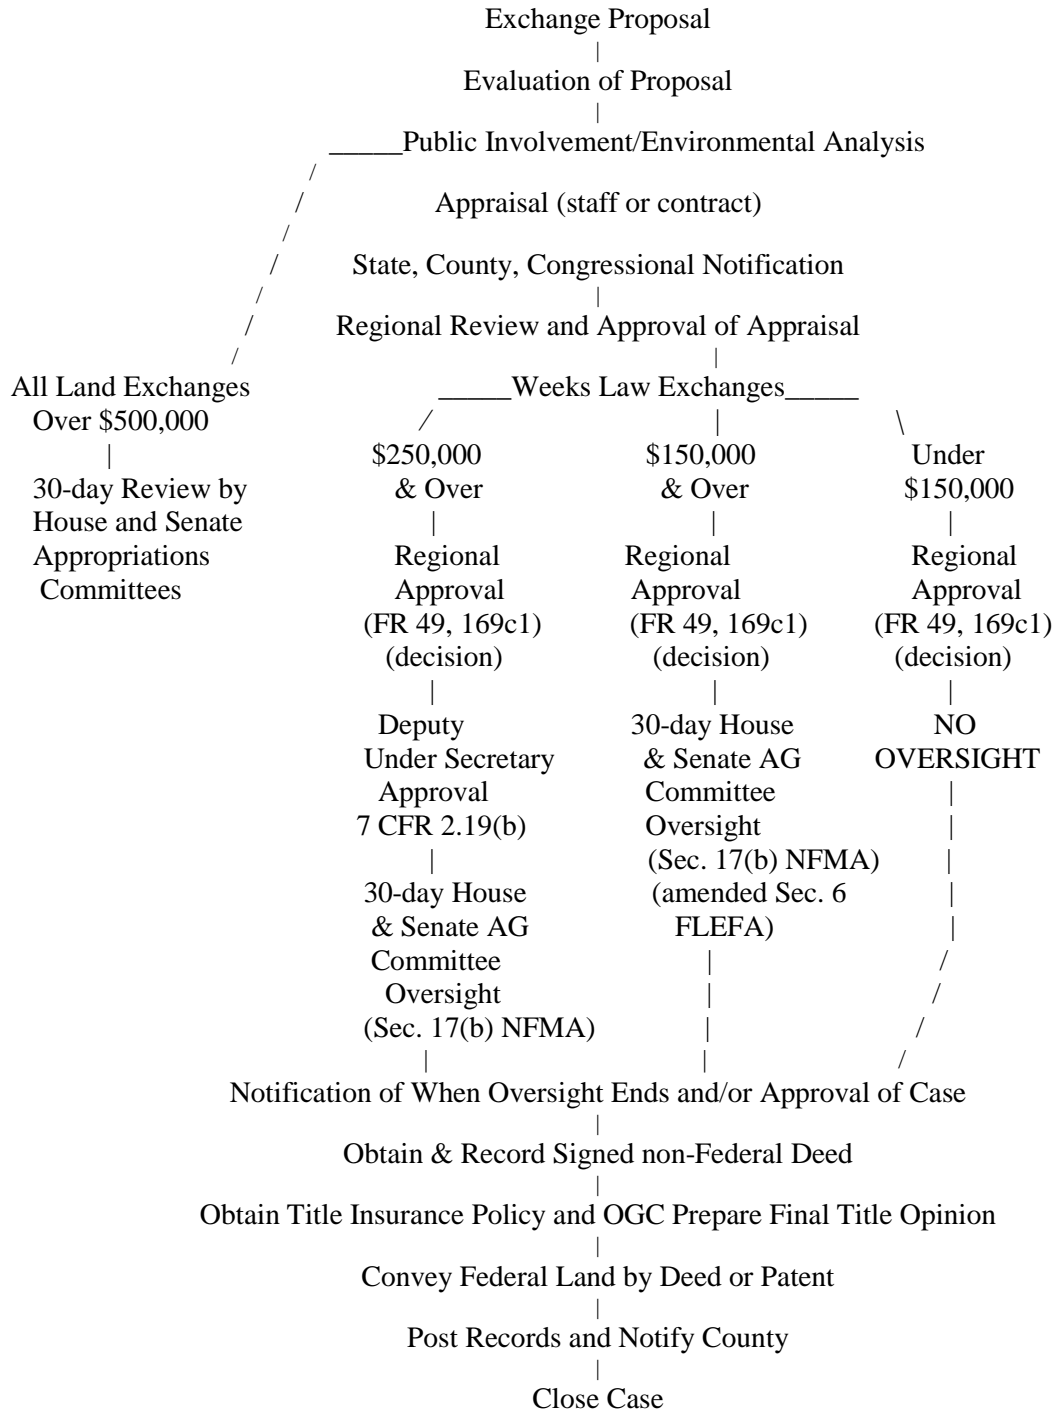 Exchange Proposal
|
Evaluation of Proposal
|
_____Public Involvement/Environmental Analysis
/
/ Appraisal (staff or contract)
/
/ State, County, Congressional Notification
/ |
/ Regional Review and Approval of Appraisal
/ |
All Land Exchanges _____Weeks Law Exchanges_____
Over $500,000 / | \
| $250,000 $150,000 Under
30-day Review by & Over & Over $150,000
House and Senate | | |
Appropriations Regional Regional Regional
Committees Approval Approval Approval
(FR 49, 169c1) (FR 49, 169c1) (FR 49, 169c1)
(decision) (decision) (decision)
| | |
Deputy 30-day House NO
Under Secretary & Senate AG OVERSIGHT
Approval Committee |
7 CFR 2.19(b) Oversight |
| (Sec. 17(b) NFMA) |
30-day House (amended Sec. 6 |
& Senate AG FLEFA) |
Committee | /
Oversight | /
(Sec. 17(b) NFMA) | /
| | /
Notification of When Oversight Ends and/or Approval of Case
|
Obtain & Record Signed non-Federal Deed
|
Obtain Title Insurance Policy and OGC Prepare Final Title Opinion
|
Convey Federal Land by Deed or Patent
|
Post Records and Notify County
|
Close Case